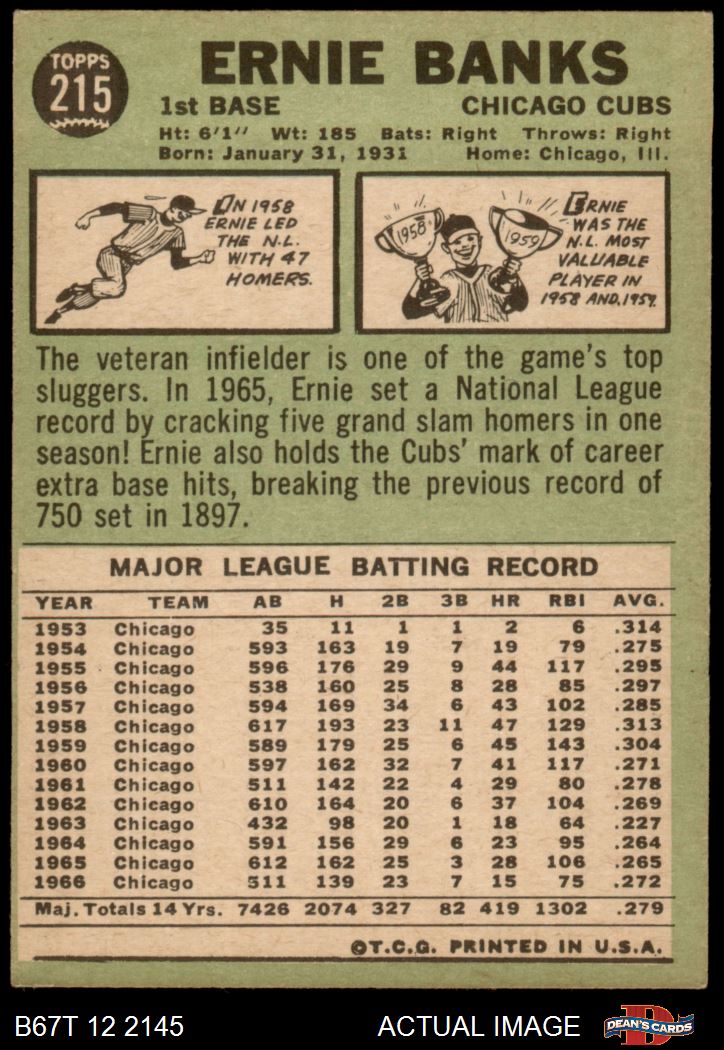 TOPPS
215
ERNIE BANKS
1st BASE CHICAGO CUBS
Ht: 6'1" Wt: 185 Bats: Right Throws: Right
Born: January 31, 1931 Home: Chicago, Ill.
IN 1958
ERNIE LED
THE N.L.
WITH 47
HOMERS.
1958
1959
ERNIE
WAS THE
N.L. MOST
VALUABLE
PLAYER IN
1958 AND, 1959.
The veteran infielder is one of the game's top
sluggers. In 1965, Ernie set a National League
record by cracking five grand slam homers in one
season! Ernie also holds the Cubs' mark of career
extra base hits, breaking the previous record of
750 set in 1897.
MAJOR LEAGUE BATTING RECORD
YEAR TEAM AB H 2B 3B HR RBI AVG.
1953 Chicago 35 11 1 1 2 6 .314
1954 Chicago 593 163 19 7 19 79 .275
1955 Chicago 596 176 29 9 44 117 .295
1956 Chicago 538 160 25 8 28 85 .297
1957 Chicago 594 169 34 6 43 102 .285
1958 Chicago 617 193 23 11 47 129 .313
1959 Chicago 589 179 25 6 45 143 .304
1960 Chicago 597 162 32 7 41 117 .271
1961 Chicago 511 142 22 4 29 80 .278
1962 Chicago 610 164 20 6 37 104 .269
1963 Chicago 432 98 20 1 18 64 .227
1964 Chicago 591 156 29 6 23 95 .264
1965 Chicago 612 162 25 3 28 106 .265
1966 Chicago 511 139 23 7 15 75 .272
Maj. Totals 14 Yrs. 7426 2074 327 82 419 1302 .279
©T.C.G. PRINTED IN U.S.A.
B67T 12 2145 ACTUAL IMAGE D DEAN'S CARDS